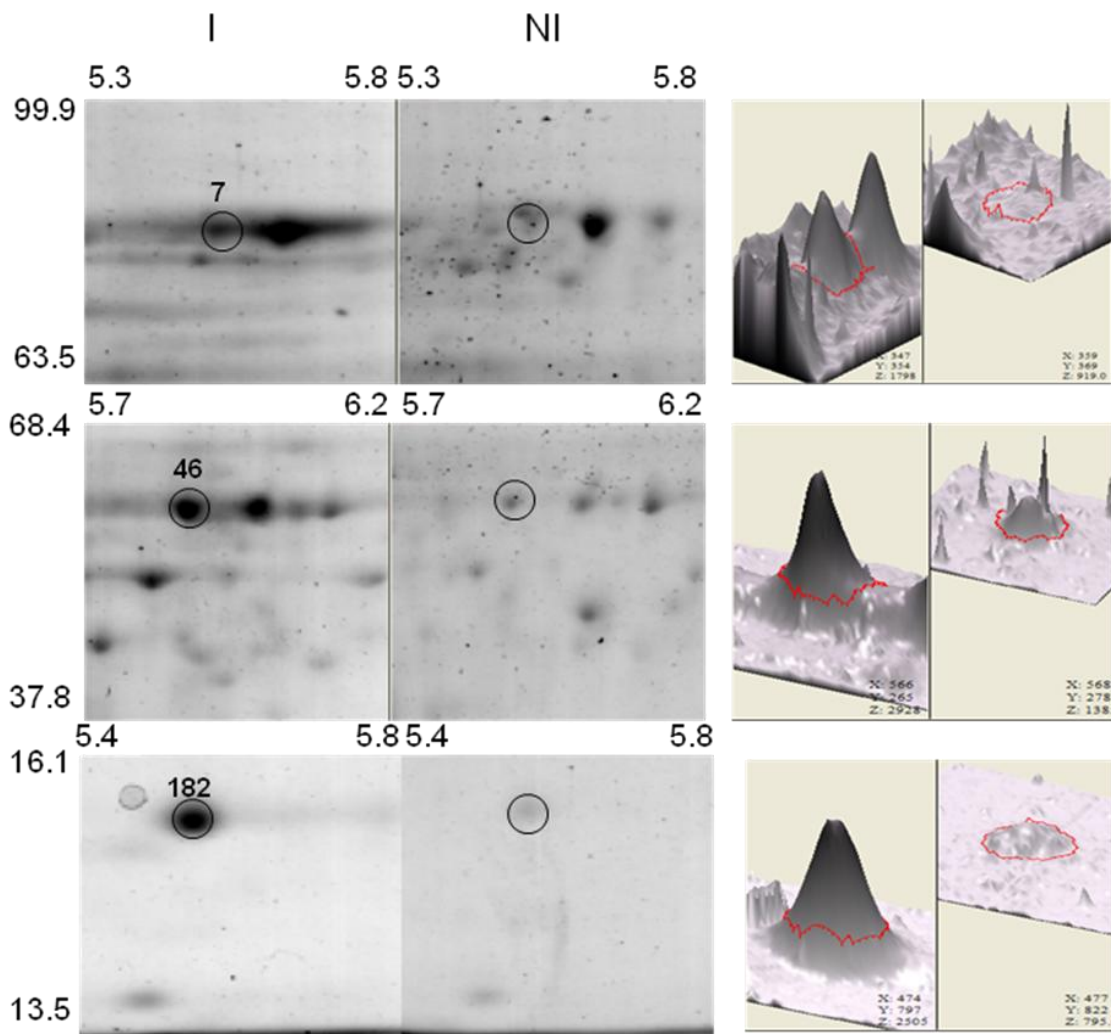 I NI
5.3 5.8 5.3 5.8
99.9
7
63.5
X: 347
Y: 354
Z: 1798
X: 359
Y: 369
Z: 919.0
5.7 6.2 5.7 6.2
68.4
46
37.8
X: 566
Y: 265
Z: 2928
X: 568
Y: 278
Z: 138
5.4 5.8 5.4 5.8
16.1
182
13.5
X: 474
Y: 797
Z: 2505
X: 477
Y: 822
Z: 795